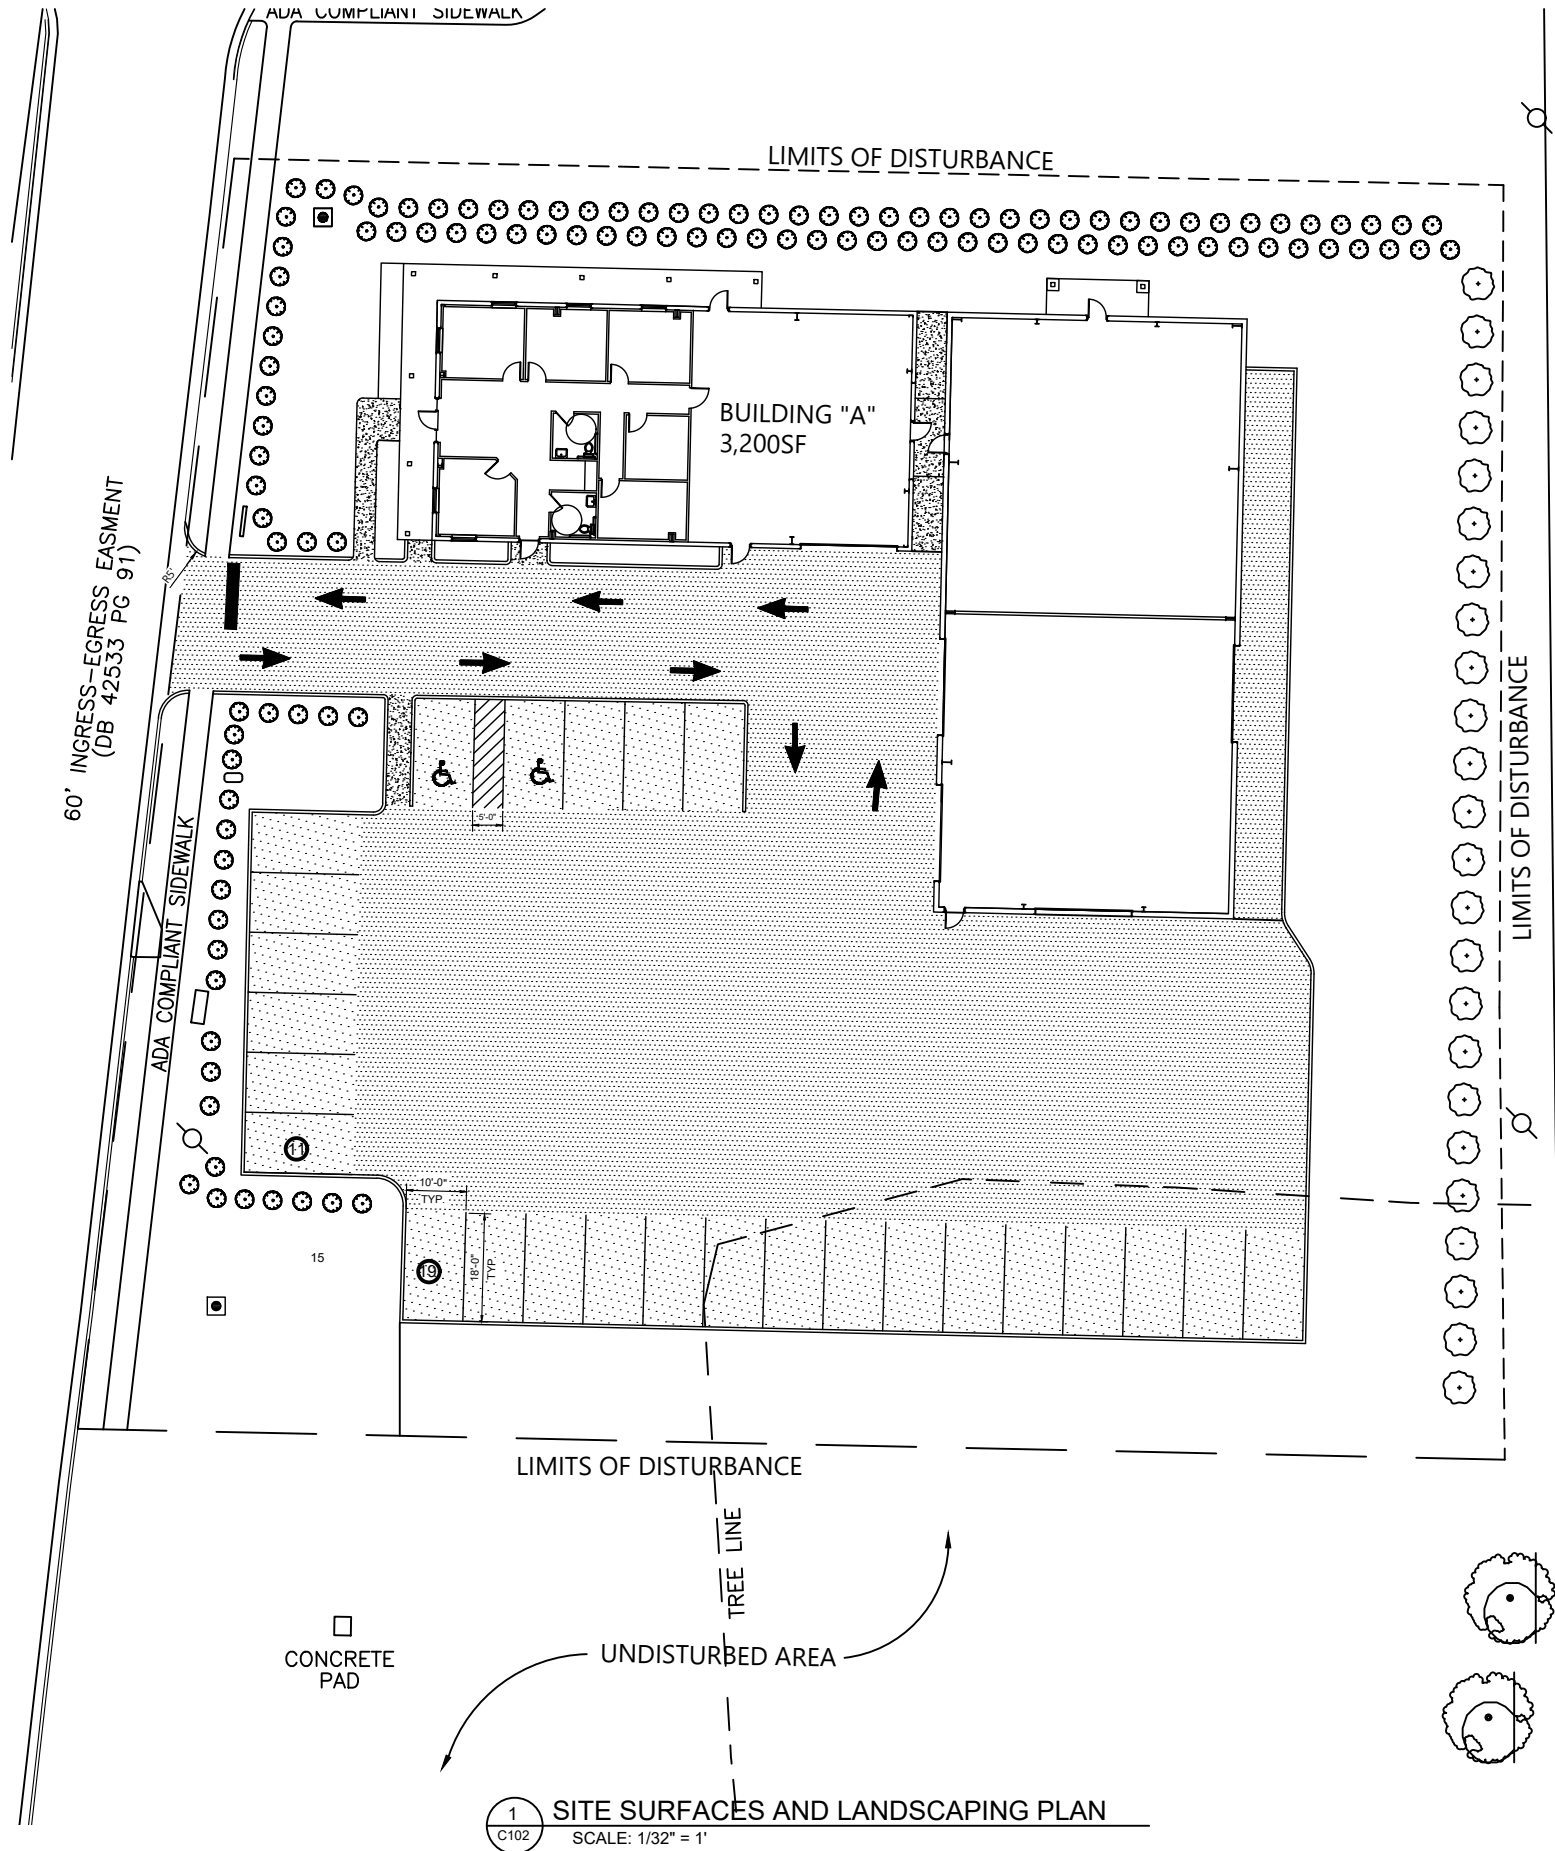 ADA COMPLIANT SIDEWALK
LIMITS OF DISTURBANCE
BUILDING "A"
3,200SF
60' INGRESS-EGRESS EASMENT
(DB 42533 PG 91)
R5'
LIMITS OF DISTURBANCE
5'-0"
ADA COMPLIANT SIDEWALK
11
10'-0"
TYP.
18'-0"
TYP.
19
15
LIMITS OF DISTURBANCE
TREE LINE
UNDISTURBED AREA
CONCRETE
PAD
1
C102
SITE SURFACES AND LANDSCAPING PLAN
SCALE: 1/32" = 1'